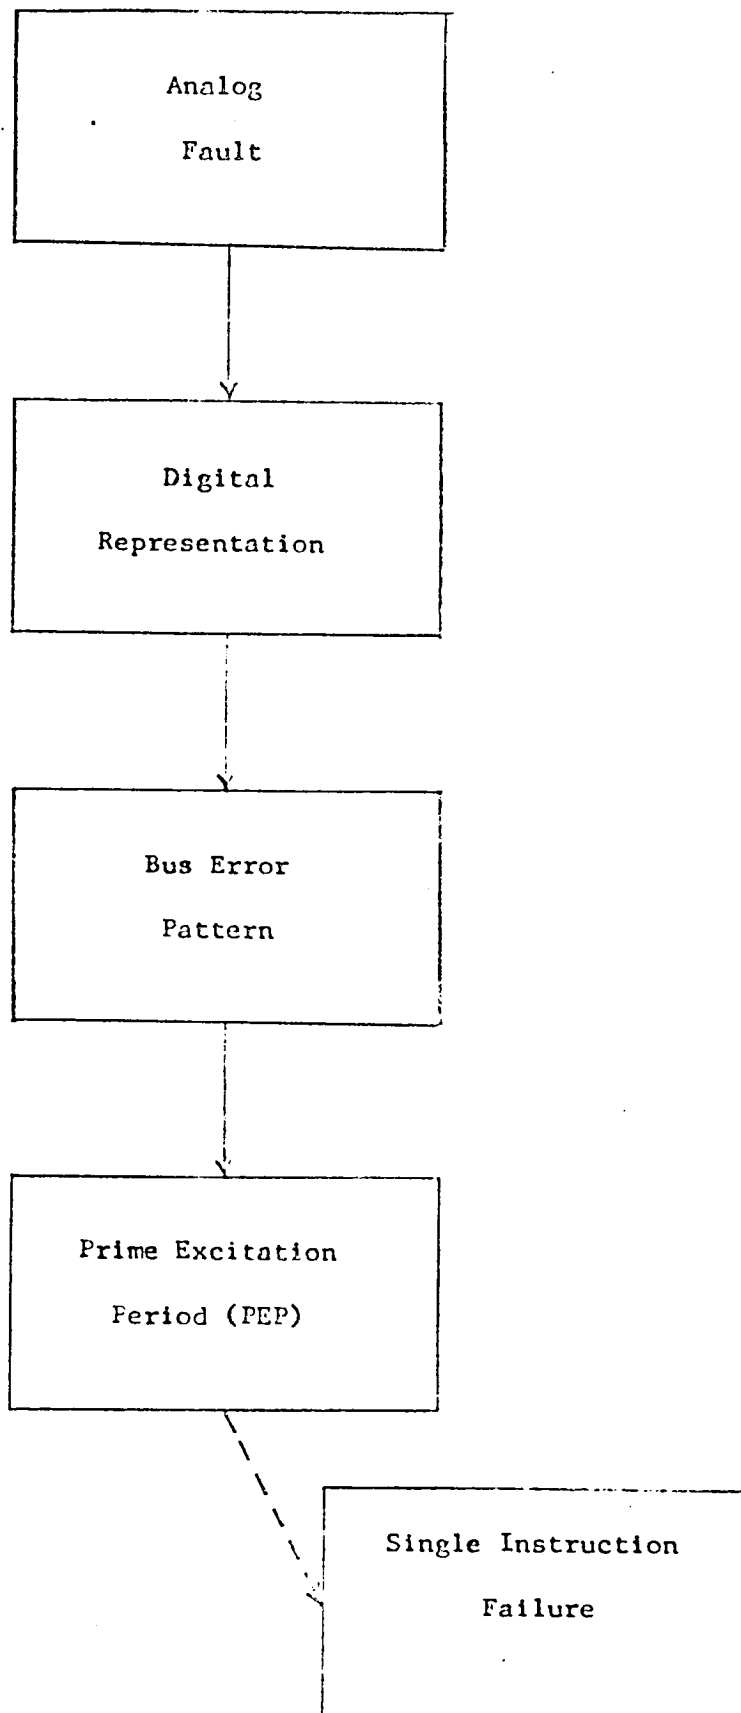 Analog
Fault
Digital
Representation
Bus Error
Pattern
Prime Excitation
Period (PEP)
Single Instruction
Failure